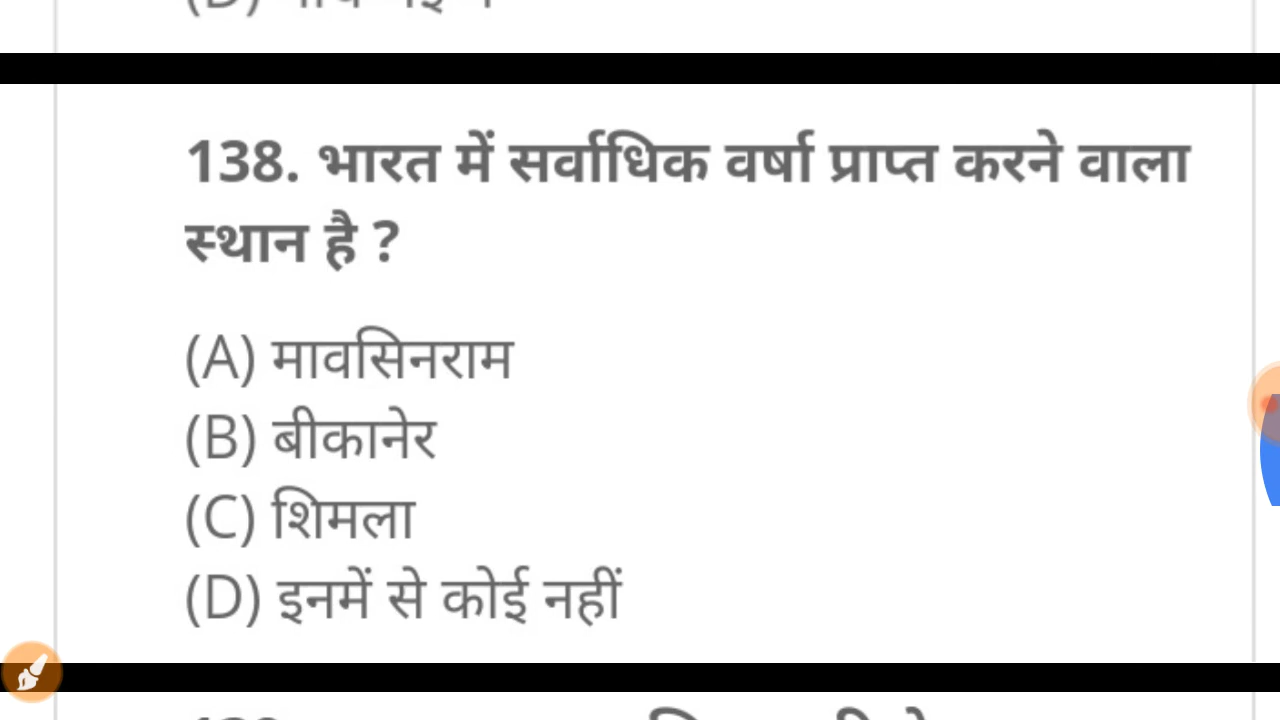 138. भारत में सर्वाधिक वर्षा प्राप्त करने वाला
स्थान है ?
(A) मावसिनराम
(B) बीकानेर
(C) शिमला
(D) इनमें से कोई नहीं